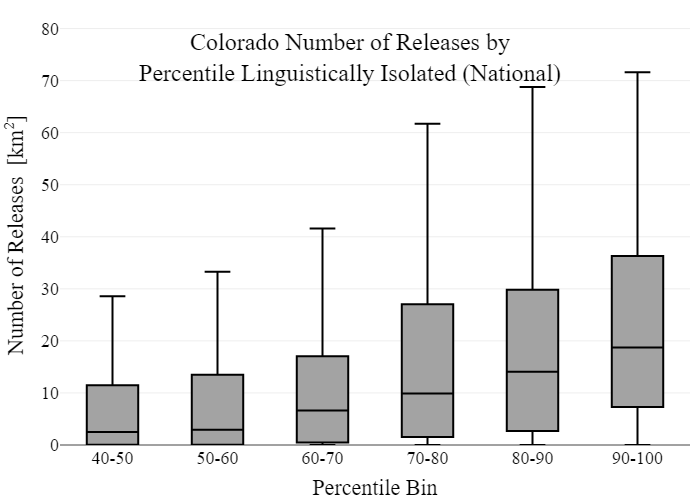 Colorado Number of Releases by
Percentile Linguistically Isolated (National)
Number of Releases [km²]
80
70
60
50
40
30
20
10
0
40-50 50-60 60-70 70-80 80-90 90-100
Percentile Bin